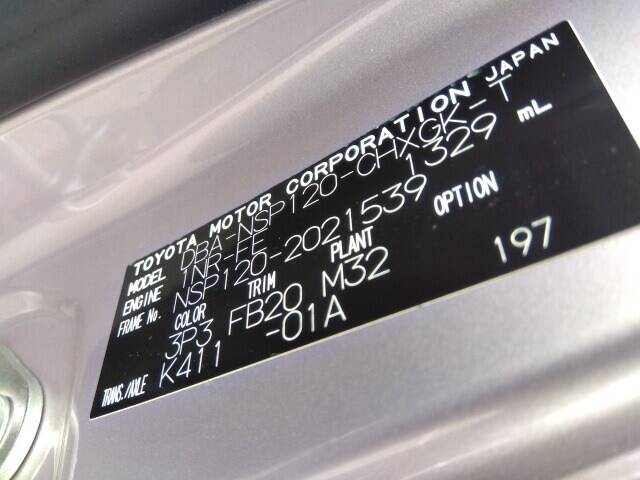 TOYOTA MOTOR CORPORATION JAPAN
MODEL DBA-NSP120-CHXGK-T
ENGINE 1NR-FE 1329 mL
FRAME No. NSP120-2021539
COLOR TRIM PLANT OPTION
3P3 FB20 M32 197
TRANS./AXLE K411 -01A